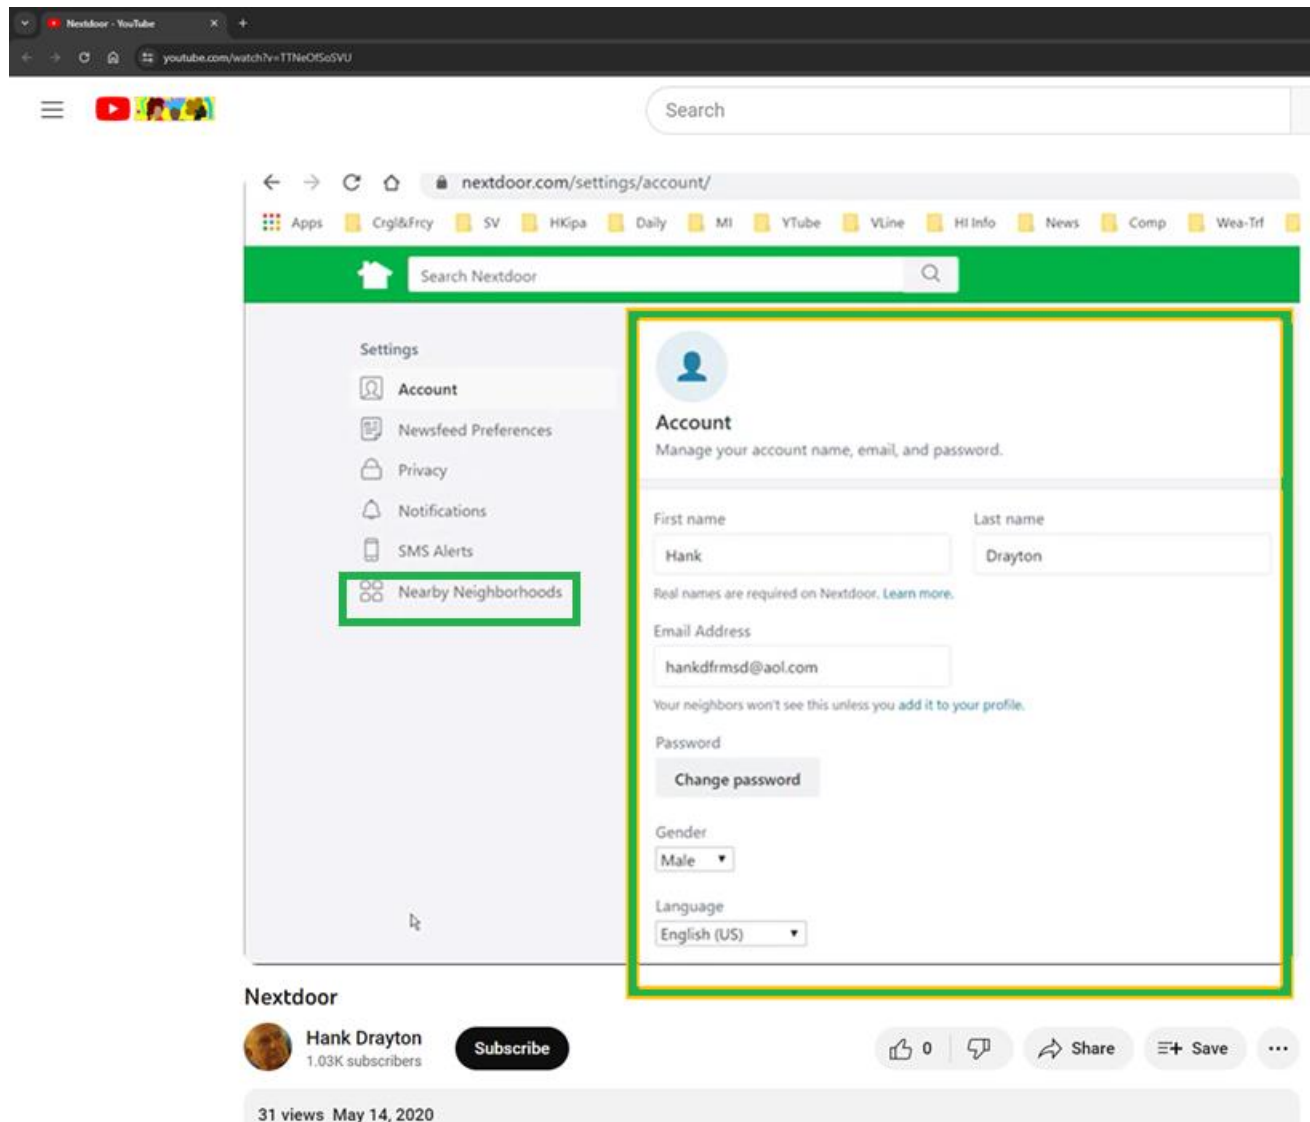 Nextdoor - YouTube
youtube.com/watch?v=TTNeOfSoSVU
Search
nextdoor.com/settings/account/
Apps Crgl&Frcy SV HKipa Daily MI YTube VLine HI Info News Comp Wea-Trf
Search Nextdoor
Settings
Account
Newsfeed Preferences
Privacy
Notifications
SMS Alerts
Nearby Neighborhoods
Account
Manage your account name, email, and password.
First name Last name
Hank Drayton
Real names are required on Nextdoor. Learn more.
Email Address
hankdfrmsd@aol.com
Your neighbors won't see this unless you add it to your profile.
Password
Change password
Gender
Male
Language
English (US)
Nextdoor
Hank Drayton
1.03K subscribers
Subscribe
0 Share Save
31 views May 14, 2020